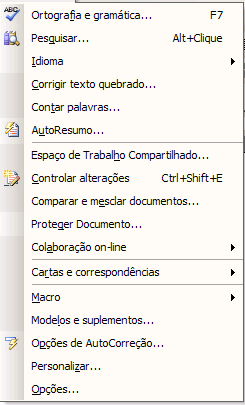 ABC Ortografia e gramática... F7
Pesquisar... Alt+Clique
Idioma
Corrigir texto quebrado...
Contar palavras...
AutoResumo...
Espaço de Trabalho Compartilhado...
Controlar alterações Ctrl+Shift+E
Comparar e mesclar documentos...
Proteger Documento...
Colaboração on-line
Cartas e correspondências
Macro
Modelos e suplementos...
Opções de AutoCorreção...
Personalizar...
Opções...